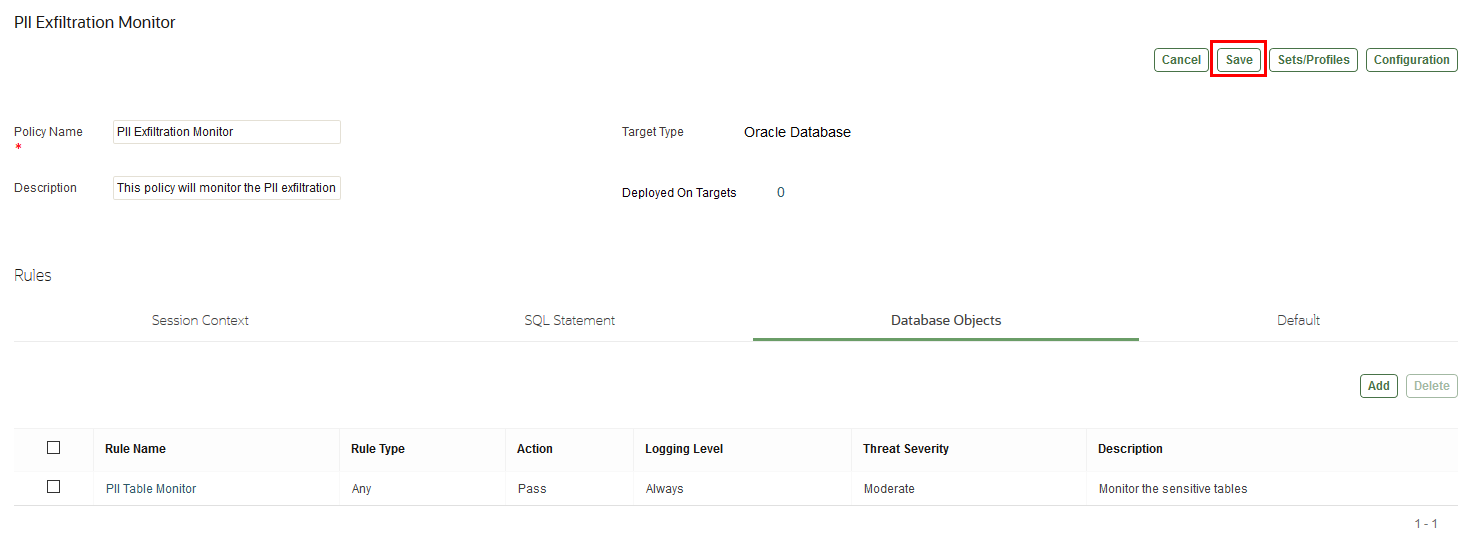 PII Exfiltration Monitor
Cancel Save Sets/Profiles Configuration
Policy Name PII Exfiltration Monitor Target Type Oracle Database
*
Description This policy will monitor the PII exfiltration Deployed On Targets 0
Rules
Session Context SQL Statement Database Objects Default
Add Delete
Rule Name Rule Type Action Logging Level Threat Severity Description
PII Table Monitor Any Pass Always Moderate Monitor the sensitive tables
1 - 1